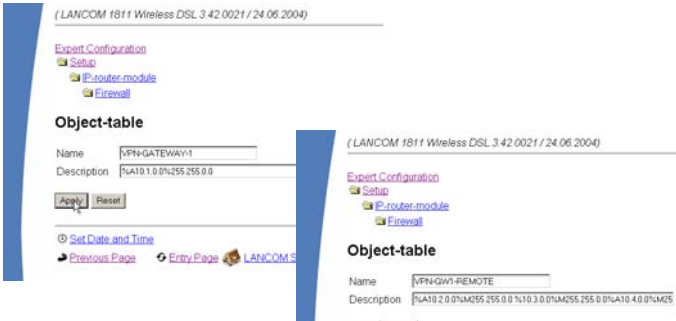 ( LANCOM 1811 Wireless DSL 3.42.0021 / 24.06.2004)
Expert Configuration
Setup
IP-router-module
Firewall
Object-table
Name VPN-GATEWAY-1
Description %A10.1.0.0%255.255.0.0
Apply Reset
Set Date and Time
Previous Page Entry Page LANCOM S
( LANCOM 1811 Wireless DSL 3.42.0021 / 24.06.2004)
Expert Configuration
Setup
IP-router-module
Firewall
Object-table
Name VPN-GW1-REMOTE
Description %A10.2.0.0%M255.255.0.0 %10.3.0.0%M255.255.0.0%A10.4.0.0%M25